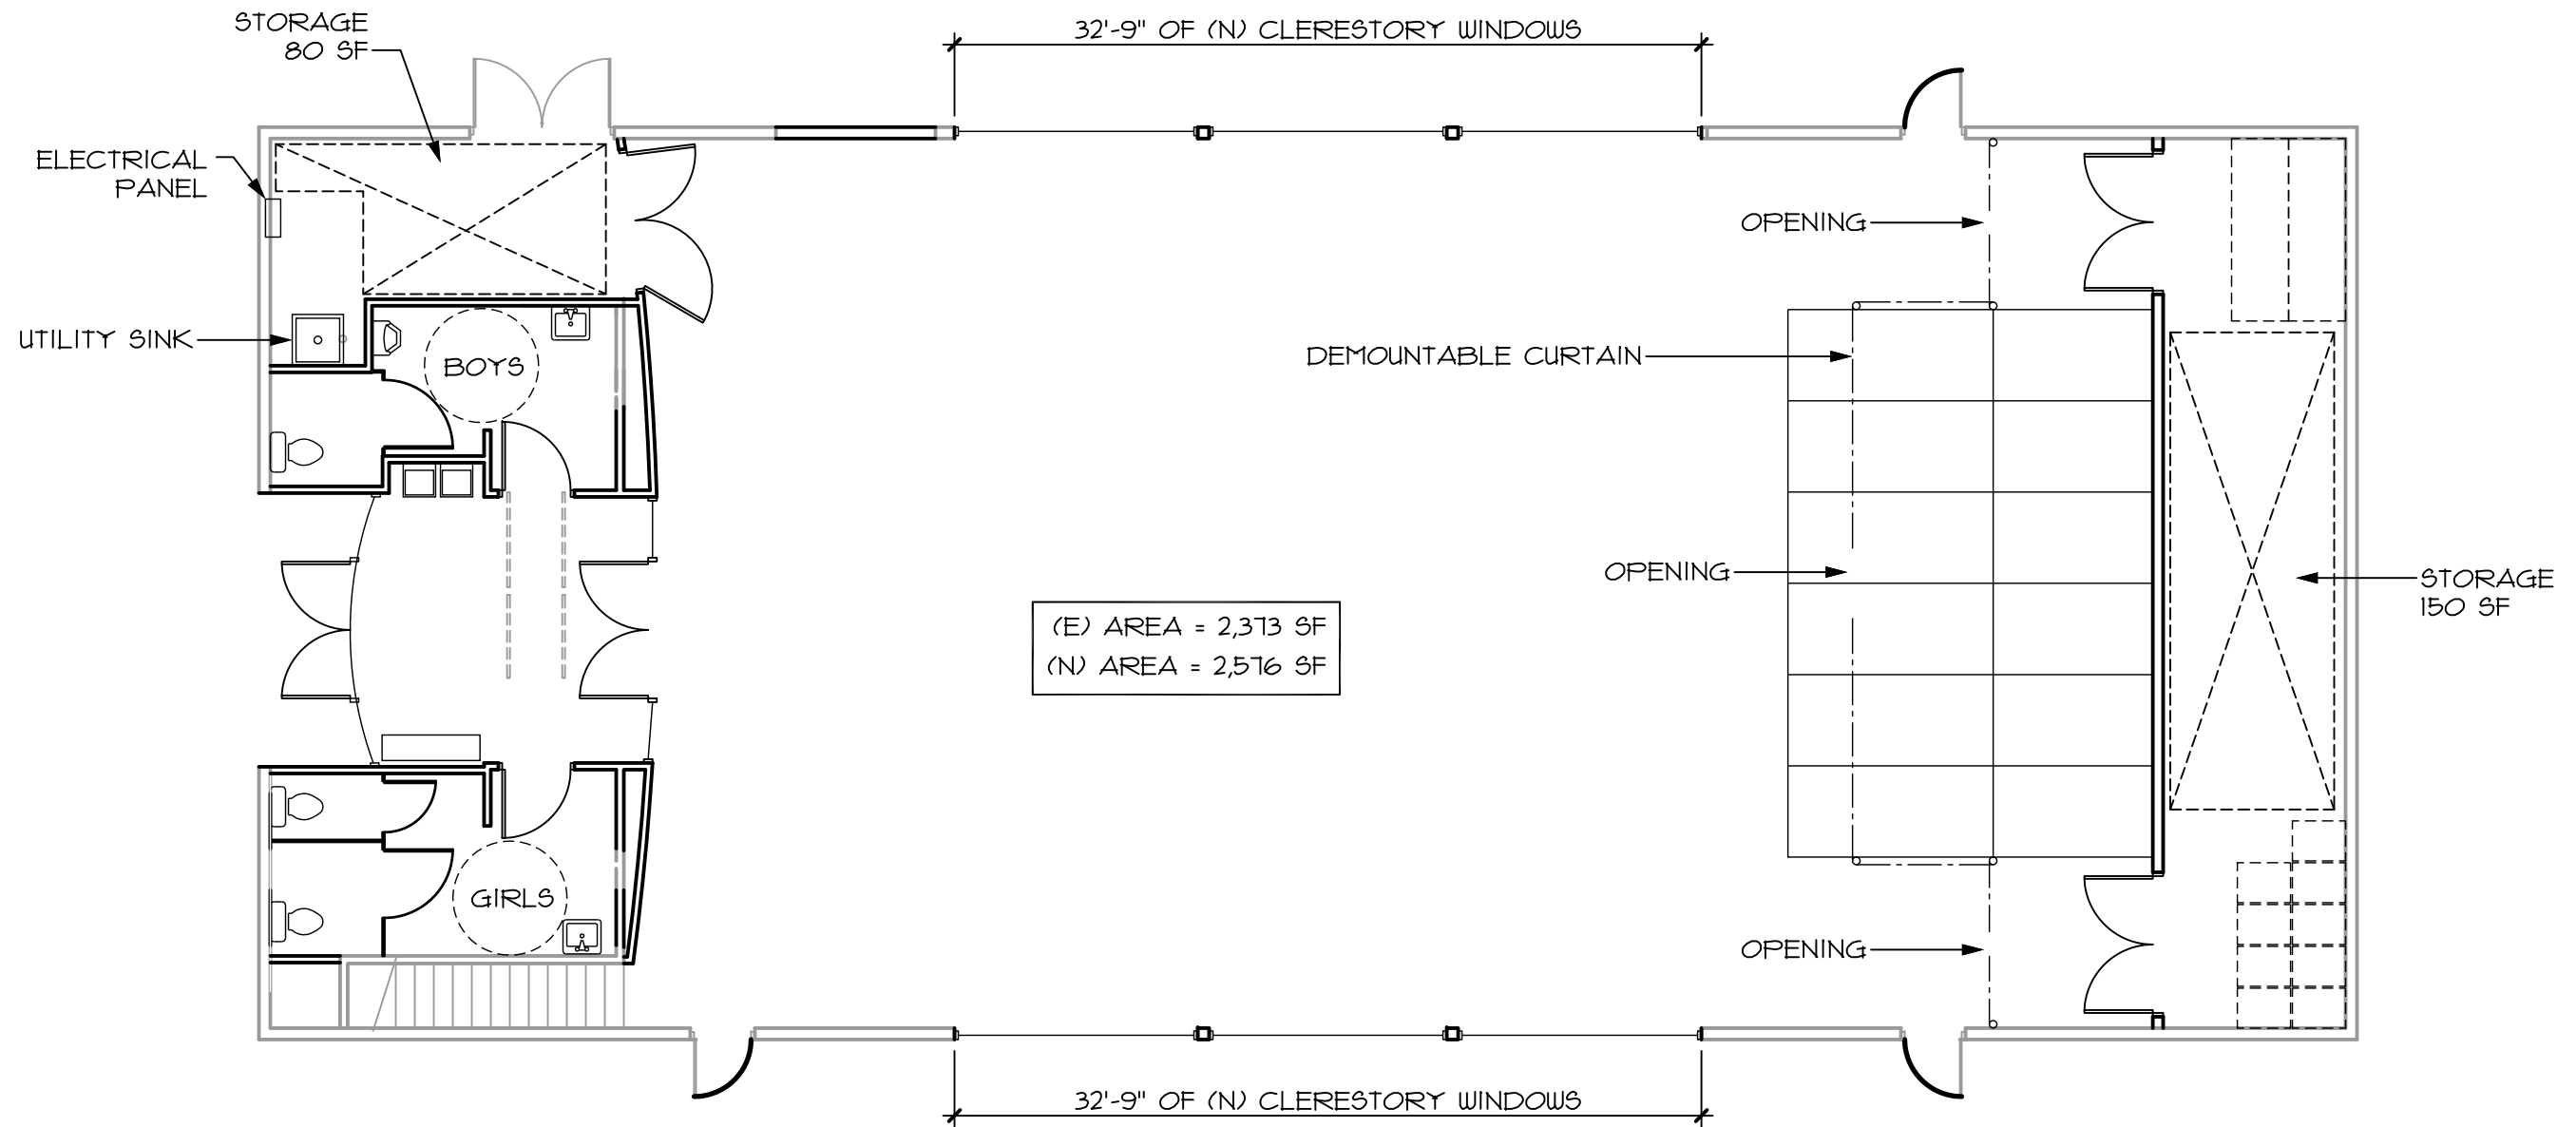 STORAGE
80 SF
32'-9" OF (N) CLERESTORY WINDOWS
ELECTRICAL
PANEL
OPENING
UTILITY SINK
BOYS
DEMOUNTABLE CURTAIN
OPENING
STORAGE
150 SF
(E) AREA = 2,373 SF
(N) AREA = 2,576 SF
GIRLS
OPENING
32'-9" OF (N) CLERESTORY WINDOWS